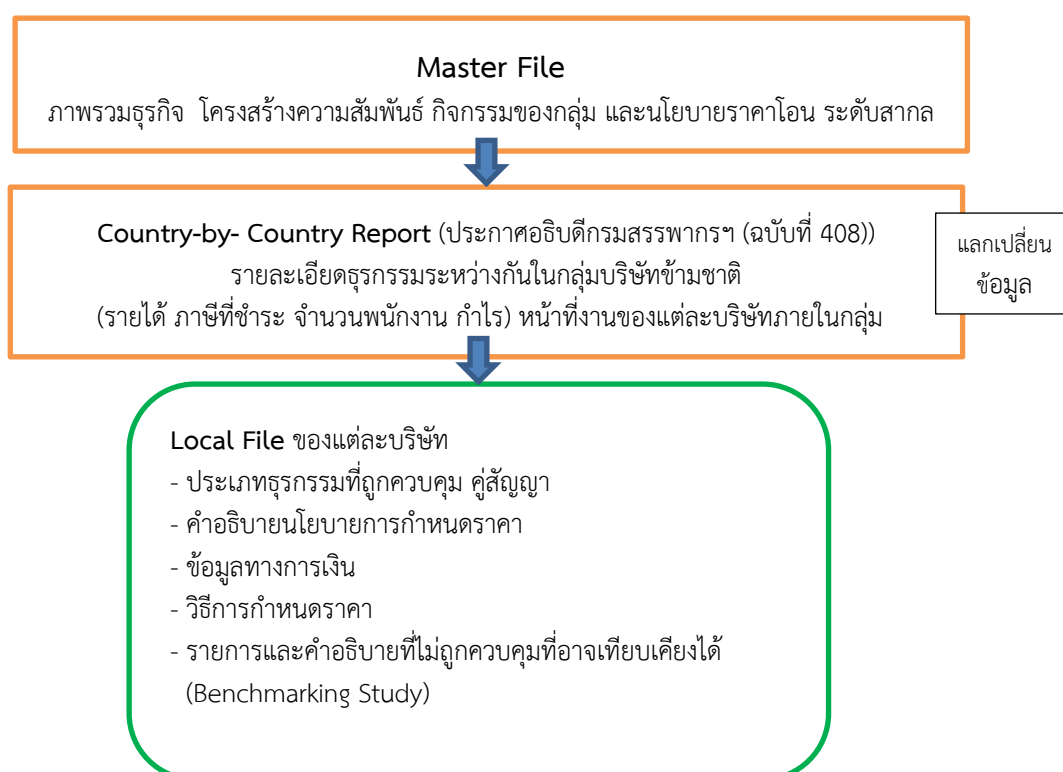 Master File
ภาพรวมธุรกิจ โครงสร้างความสัมพันธ์ กิจกรรมของกลุ่ม และนโยบายราคาโอน ระดับสากล
Country-by- Country Report (ประกาศอธิบดีกรมสรรพากรฯ (ฉบับที่ 408))
รายละเอียดธุรกรรมระหว่างกันในกลุ่มบริษัทข้ามชาติ
(รายได้ ภาษีที่ชำระ จำนวนพนักงาน กำไร) หน้าที่งานของแต่ละบริษัทภายในกลุ่ม
แลกเปลี่ยน
ข้อมูล
Local File ของแต่ละบริษัท
- ประเภทธุรกรรมที่ถูกควบคุม คู่สัญญา
- คำอธิบายนโยบายการกำหนดราคา
- ข้อมูลทางการเงิน
- วิธีการกำหนดราคา
- รายการและคำอธิบายที่ไม่ถูกควบคุมที่อาจเทียบเคียงได้
(Benchmarking Study)